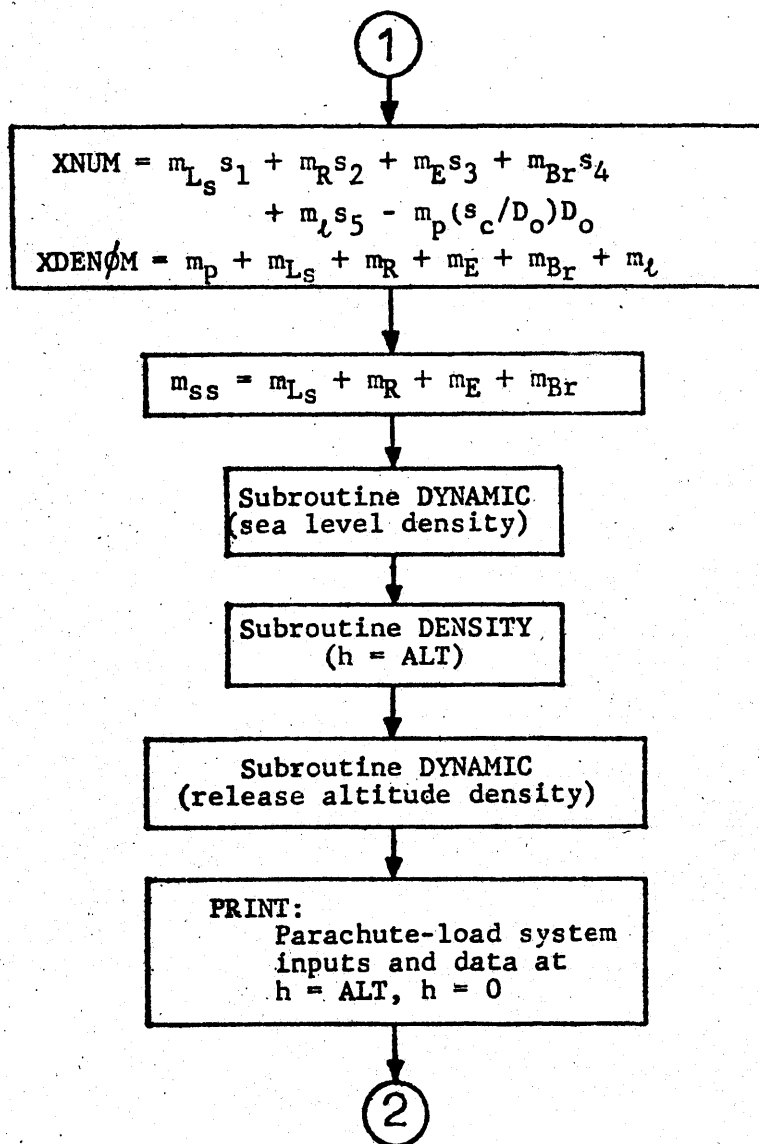 1
XNUM = m_Ls s_1 + m_R s_2 + m_E s_3 + m_Br s_4
+ m_ℓ s_5 - m_p(s_c/D_o)D_o
XDENØM = m_p + m_Ls + m_R + m_E + m_Br + m_ℓ
m_ss = m_Ls + m_R + m_E + m_Br
Subroutine DYNAMIC
(sea level density)
Subroutine DENSITY
(h = ALT)
Subroutine DYNAMIC
(release altitude density)
PRINT:
Parachute-load system
inputs and data at
h = ALT, h = 0
2